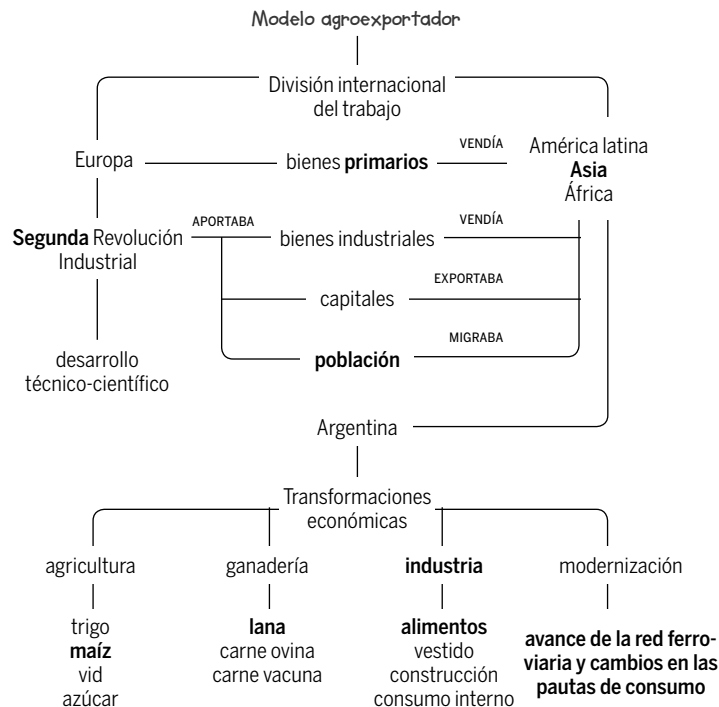 Modelo agroexportador
División internacional
del trabajo
Europa
bienes primarios
VENDÍA
América latina
Asia
África
Segunda Revolución
Industrial
APORTABA
bienes industriales
VENDÍA
capitales
EXPORTABA
población
MIGRABA
desarrollo
técnico-científico
Argentina
Transformaciones
económicas
agricultura
ganadería
industria
modernización
trigo
maíz
vid
azúcar
lana
carne ovina
carne vacuna
alimentos
vestido
construcción
consumo interno
avance de la red ferro-
viaria y cambios en las
pautas de consumo